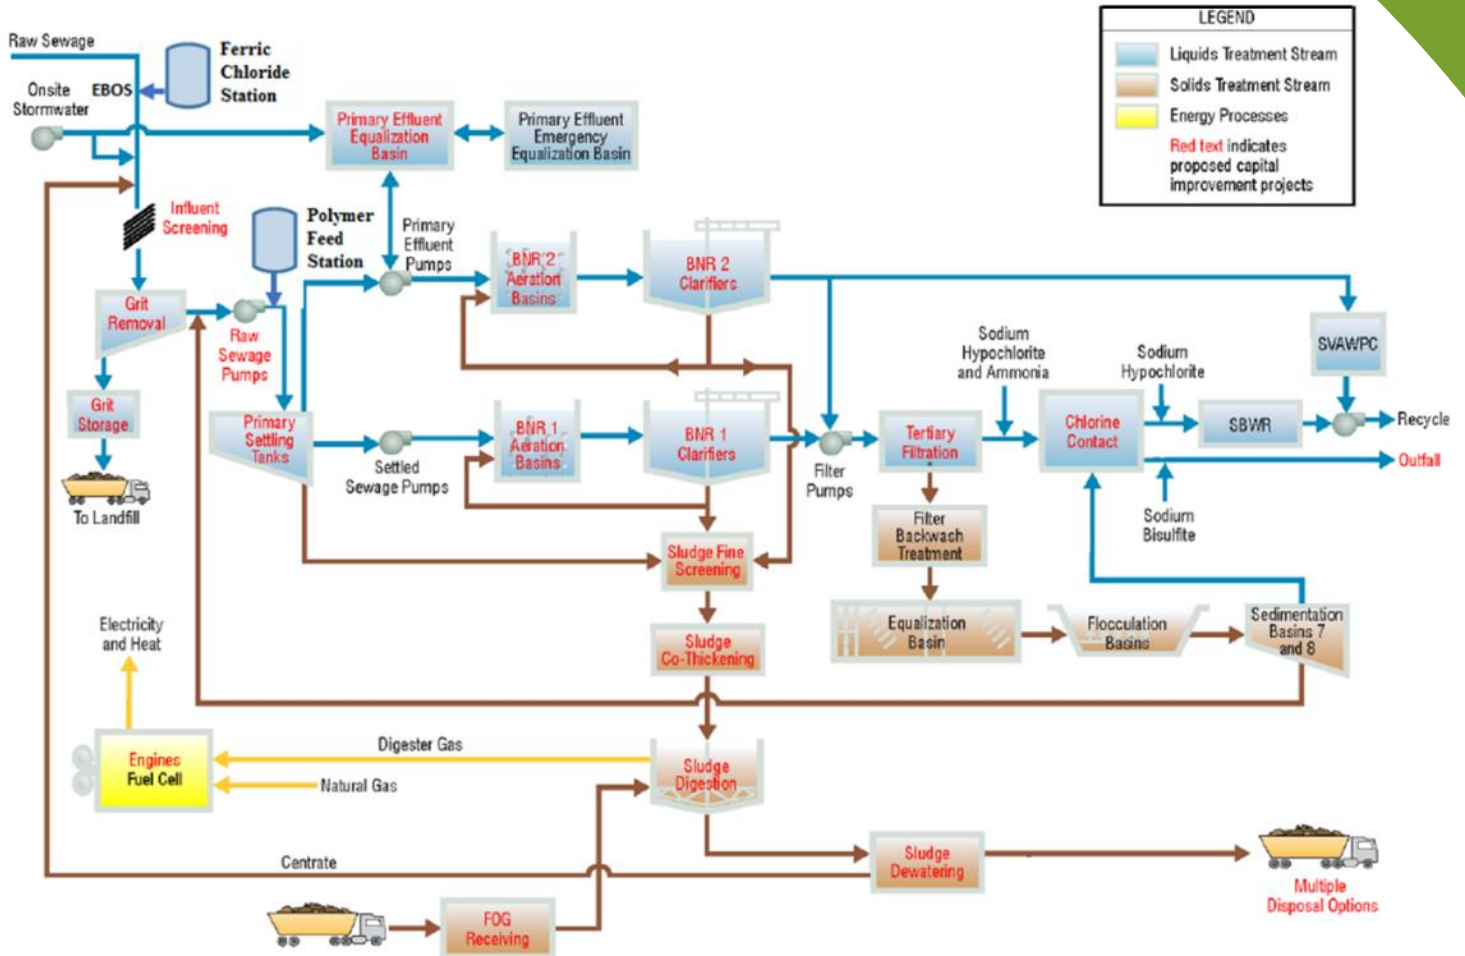 LEGEND
Liquids Treatment Stream
Solids Treatment Stream
Energy Processes
Red text indicates
proposed capital
improvement projects
Raw Sewage
Onsite
Stormwater
EBOS
Ferric
Chloride
Station
Primary Effluent
Equalization
Basin
Primary Effluent
Emergency
Equalization Basin
Influent
Screening
Polymer
Feed
Station
Primary
Effluent
Pumps
BNR 2
Aeration
Basins
BNR 2
Clarifiers
Grit
Removal
Raw
Sewage
Pumps
Grit
Storage
To Landfill
Primary
Settling
Tanks
Settled
Sewage Pumps
BNR 1
Aeration
Basins
BNR 1
Clarifiers
Filter
Pumps
Tertiary
Filtration
Sodium
Hypochlorite
and Ammonia
Chlorine
Contact
Sodium
Hypochlorite
SBWR
SVAWPC
Recycle
Outfall
Sodium
Bisulfite
Filter
Backwash
Treatment
Equalization
Basin
Flocculation
Basins
Sedimentation
Basins 7
and 8
Sludge Fine
Screening
Sludge
Co-Thickening
Electricity
and Heat
Engines
Fuel Cell
Digester Gas
Natural Gas
Sludge
Digestion
Centrate
Sludge
Dewatering
Multiple
Disposal Options
FOG
Receiving